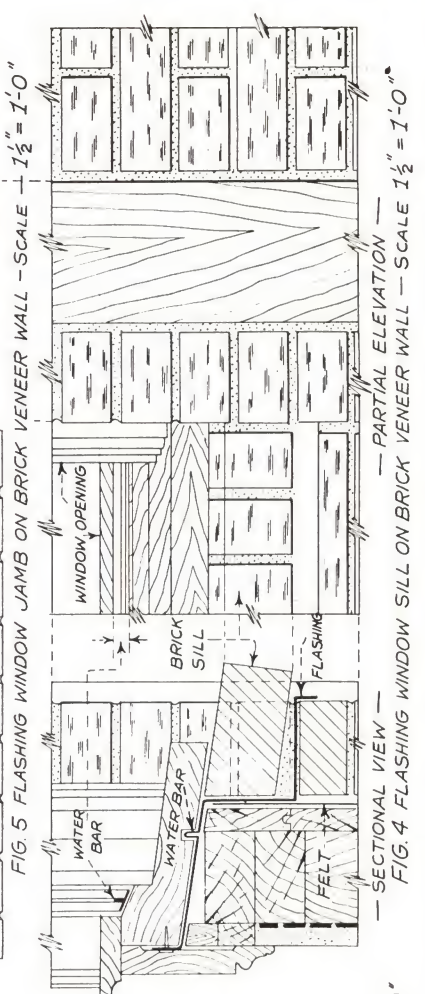 FIG. 5 FLASHING WINDOW JAMB ON BRICK VENEER WALL – SCALE – 1½" = 1'-0"
WINDOW OPENING
WATER
BAR
BRICK
SILL
WATER BAR
FLASHING
FELT
— SECTIONAL VIEW —
— PARTIAL ELEVATION —
FIG. 4 FLASHING WINDOW SILL ON BRICK VENEER WALL — SCALE 1½" = 1'-0"